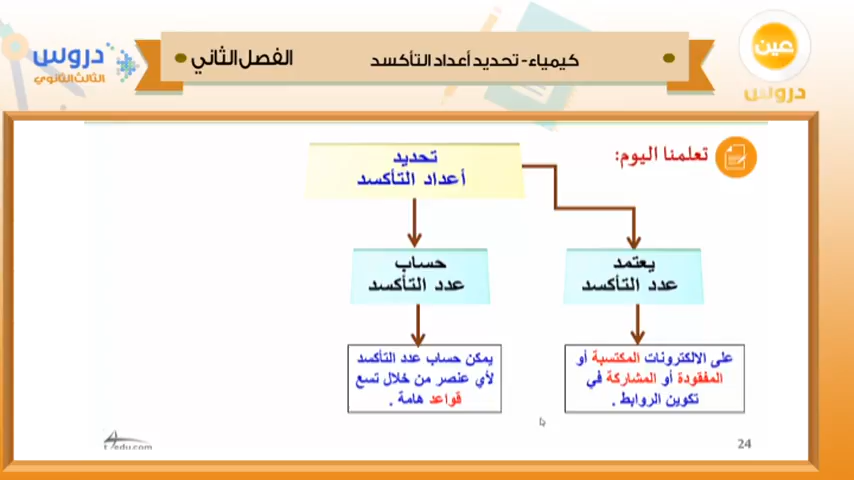 عين
دروس
كيمياء - تحديد أعداد التأكسد
الفصل الثاني
دروس
الثالث الثانوي
تعلمنا اليوم:
تحديد
أعداد التأكسد
يعتمد
عدد التأكسد
على الالكترونات المكتسبة أو
المفقودة أو المشاركة في
تكوين الروابط .
حساب
عدد التأكسد
يمكن حساب عدد التأكسد
لأي عنصر من خلال تسع
قواعد هامة .
24
t4edu.com